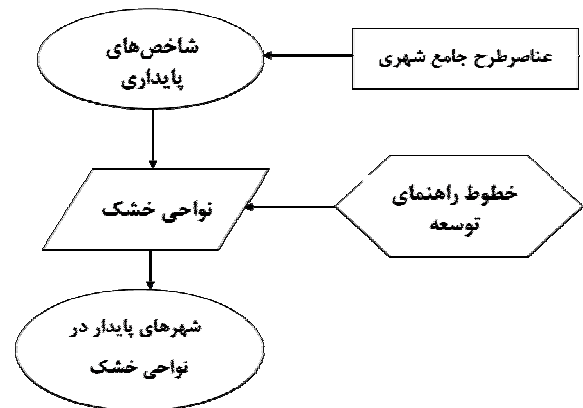 عناصرطرح جامع شهری
شاخص‌های
پایداری
خطوط راهنمای
توسعه
نواحی خشک
شهرهای پایدار در
نواحی خشک